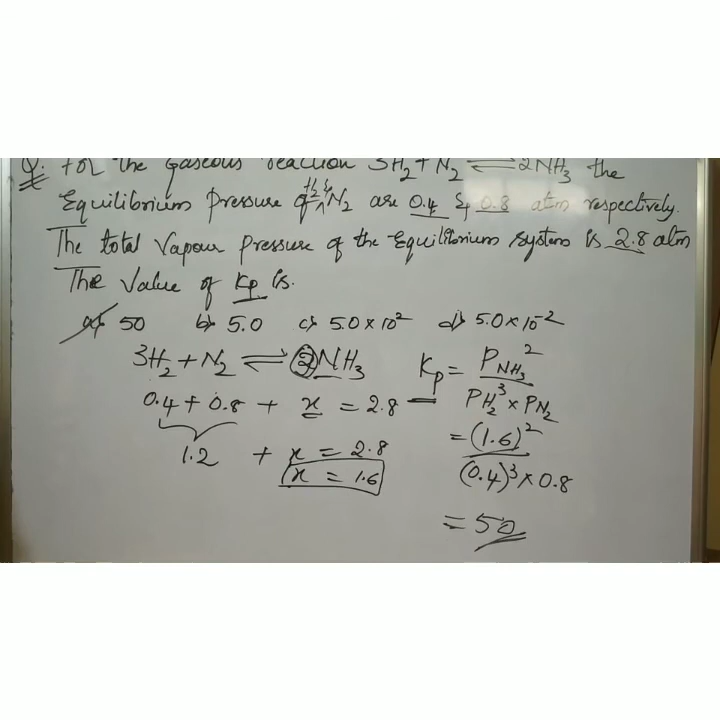 Q. For the gaseous reaction 3H₂ + N₂ ⇌ 2NH₃ the
Equilibrium pressure of H₂ & N₂ are 0.4 & 0.8 atm respectively.
The total Vapour pressure of the Equilibrium system is 2.8 atm
The Value of Kp is.
a) 50 b) 5.0 c) 5.0 × 10² d) 5.0 × 10⁻²
3H₂ + N₂ ⇌ 2NH₃
0.4 + 0.8 + x = 2.8
1.2 + x = 2.8
x = 1.6
Kp = P NH₃²
PH₂³ × PN₂
= (1.6)²
(0.4)³ × 0.8
= 50